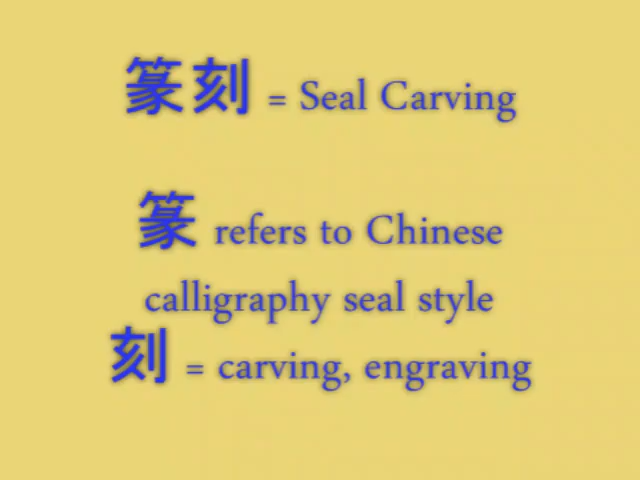 篆刻 = Seal Carving
篆 refers to Chinese
calligraphy seal style
刻 = carving, engraving